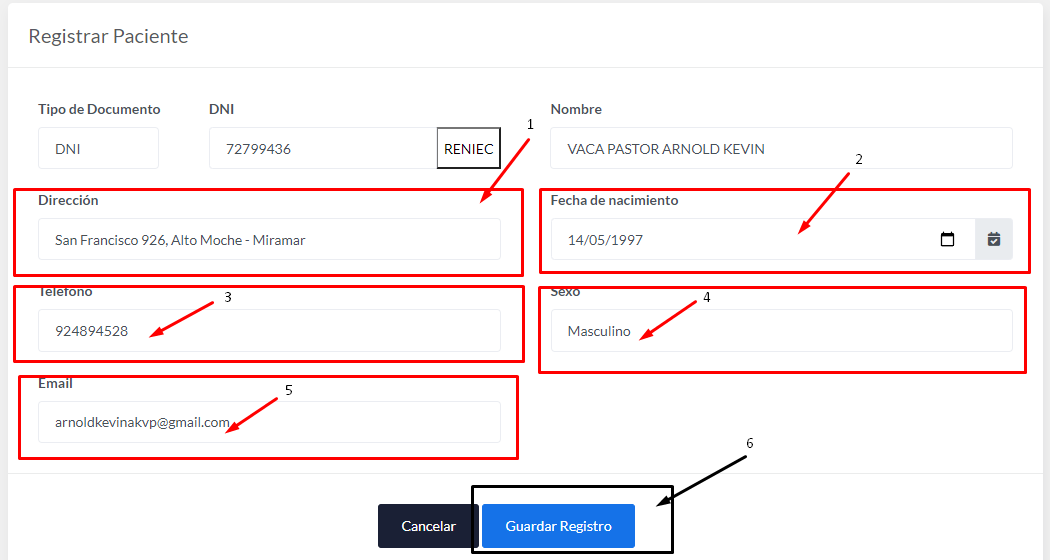 Registrar Paciente
Tipo de Documento DNI Nombre
DNI 72799436 RENIEC VACA PASTOR ARNOLD KEVIN
1
2
Dirección Fecha de nacimiento
San Francisco 926, Alto Moche - Miramar 14/05/1997
Teléfono Sexo
3 4
924894528 Masculino
Email
5
arnoldkevinakvp@gmail.com
6
Cancelar Guardar Registro